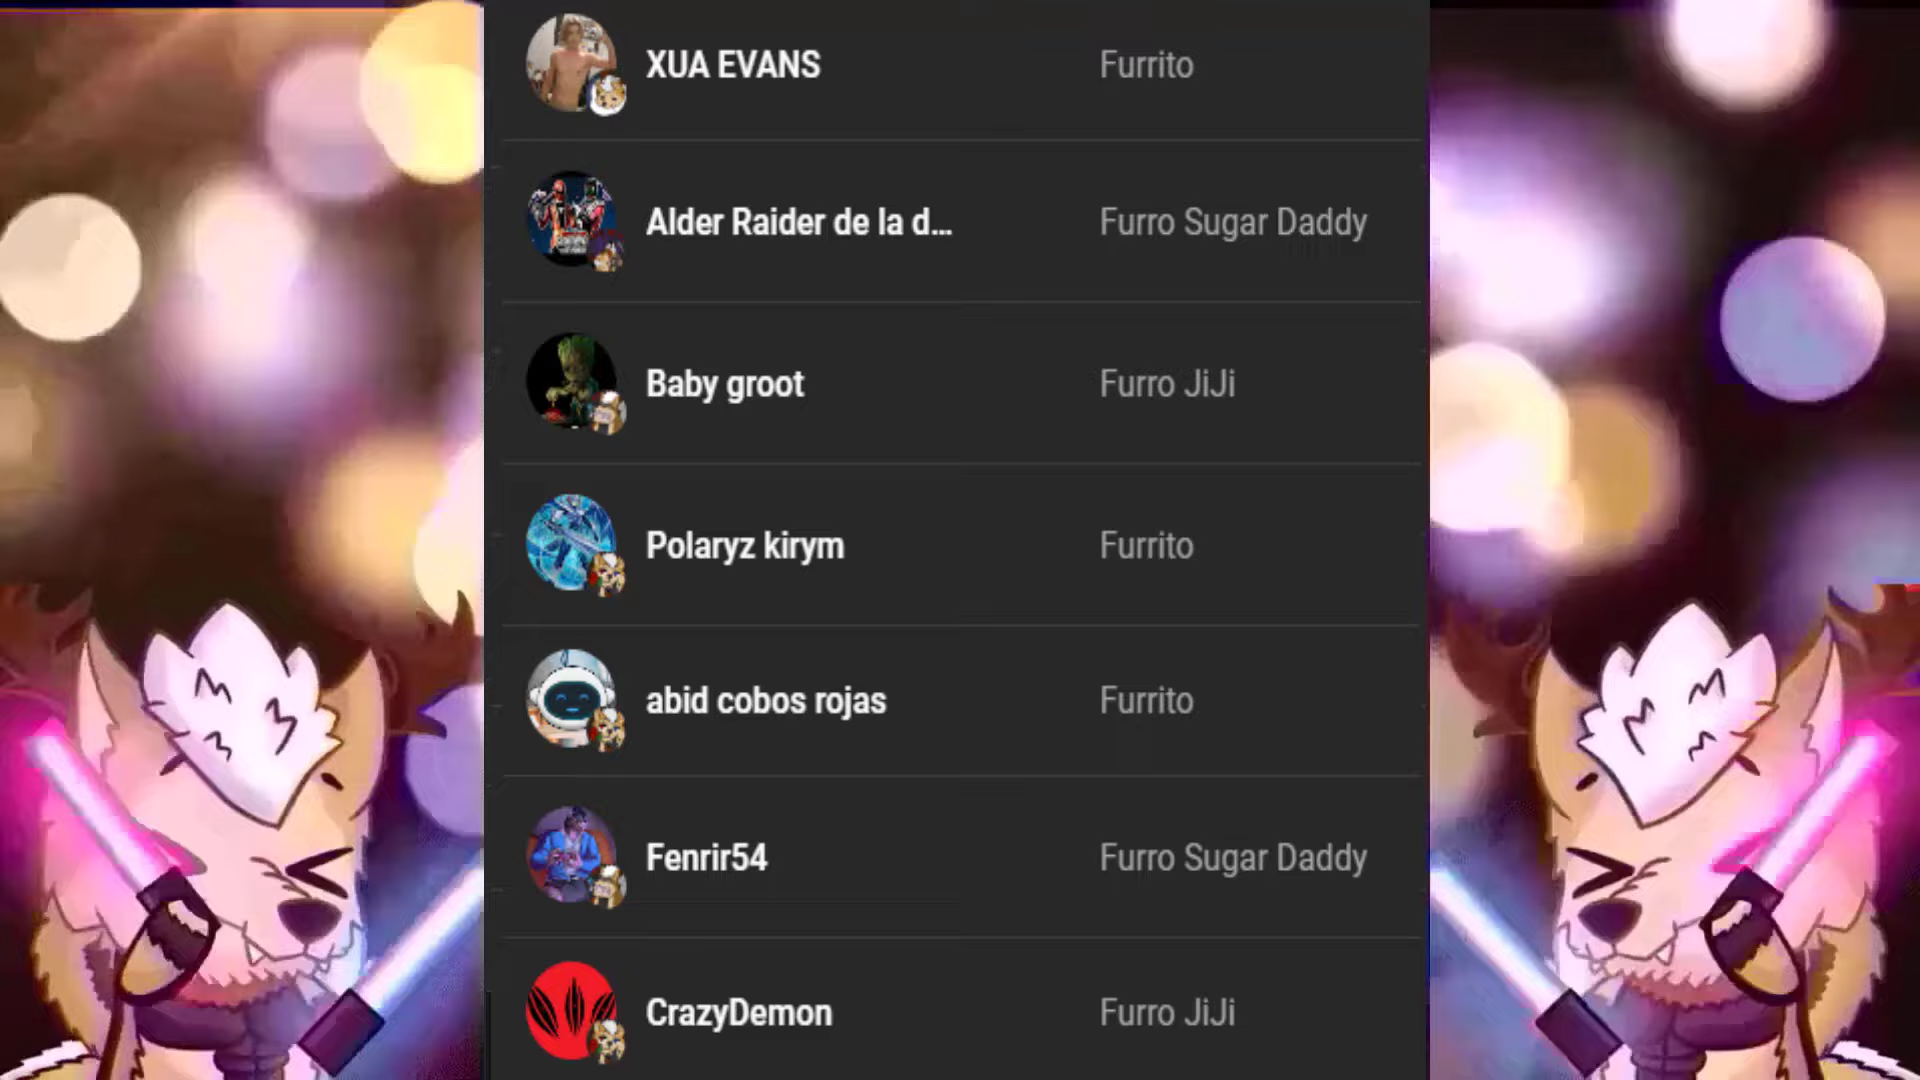 XUA EVANS Furrito
Alder Raider de la d... Furro Sugar Daddy
Baby groot Furro JiJi
Polaryz kirym Furrito
abid cobos rojas Furrito
Fenrir54 Furro Sugar Daddy
CrazyDemon Furro JiJi